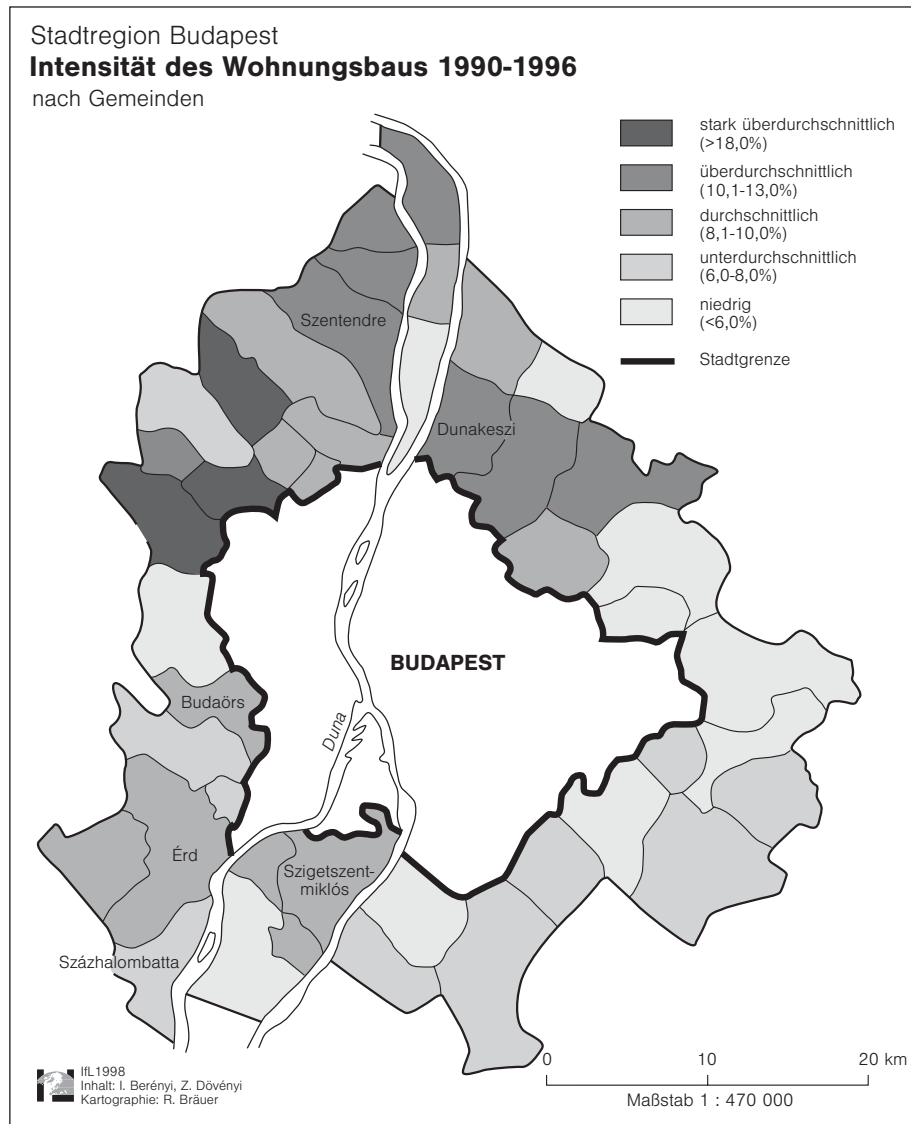 Stadtregion Budapest
Intensität des Wohnungsbaus 1990-1996
nach Gemeinden
stark überdurchschnittlich
(>18,0%)
überdurchschnittlich
(10,1-13,0%)
durchschnittlich
(8,1-10,0%)
unterdurchschnittlich
(6,0-8,0%)
niedrig
(<6,0%)
Stadtgrenze
Szentendre
Dunakeszi
BUDAPEST
Budaörs
Duna
Érd
Szigetszent-
miklós
Százhalombatta
IfL1998
Inhalt: I. Berényi, Z. Dövényi
Kartographie: R. Bräuer
0 10 20 km
Maßstab 1 : 470 000